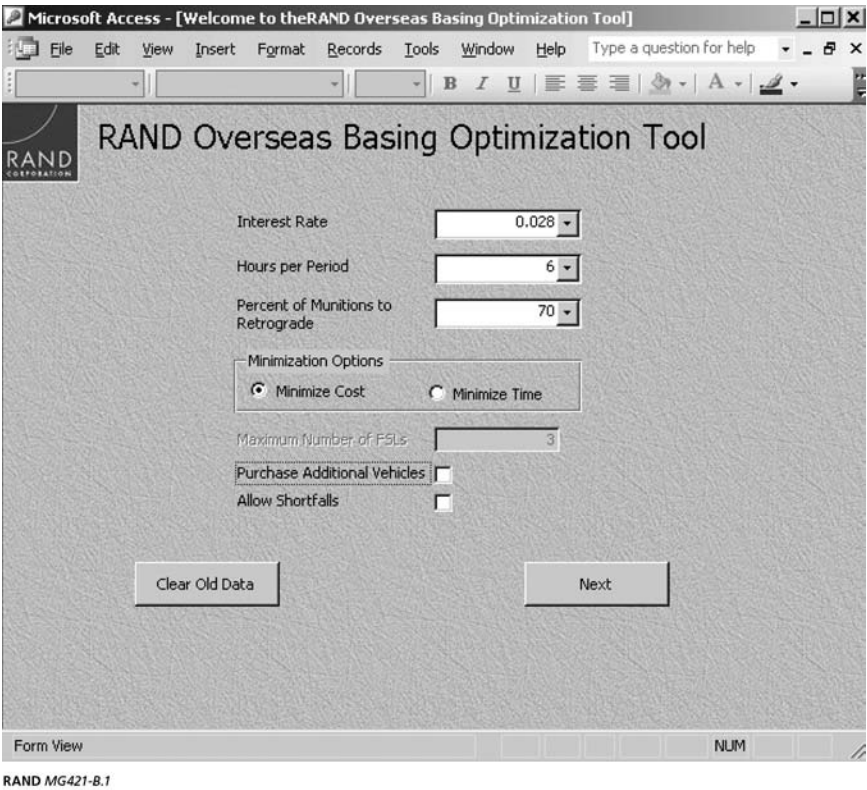 Microsoft Access - [Welcome to theRAND Overseas Basing Optimization Tool]
File Edit View Insert Format Records Tools Window Help Type a question for help
B I U A
RAND
CORPORATION
RAND Overseas Basing Optimization Tool
Interest Rate 0.028
Hours per Period 6
Percent of Munitions to
Retrograde 70
Minimization Options
Minimize Cost Minimize Time
Maximum Number of FSLs 3
Purchase Additional Vehicles
Allow Shortfalls
Clear Old Data Next
Form View NUM
RAND MG421-B.1